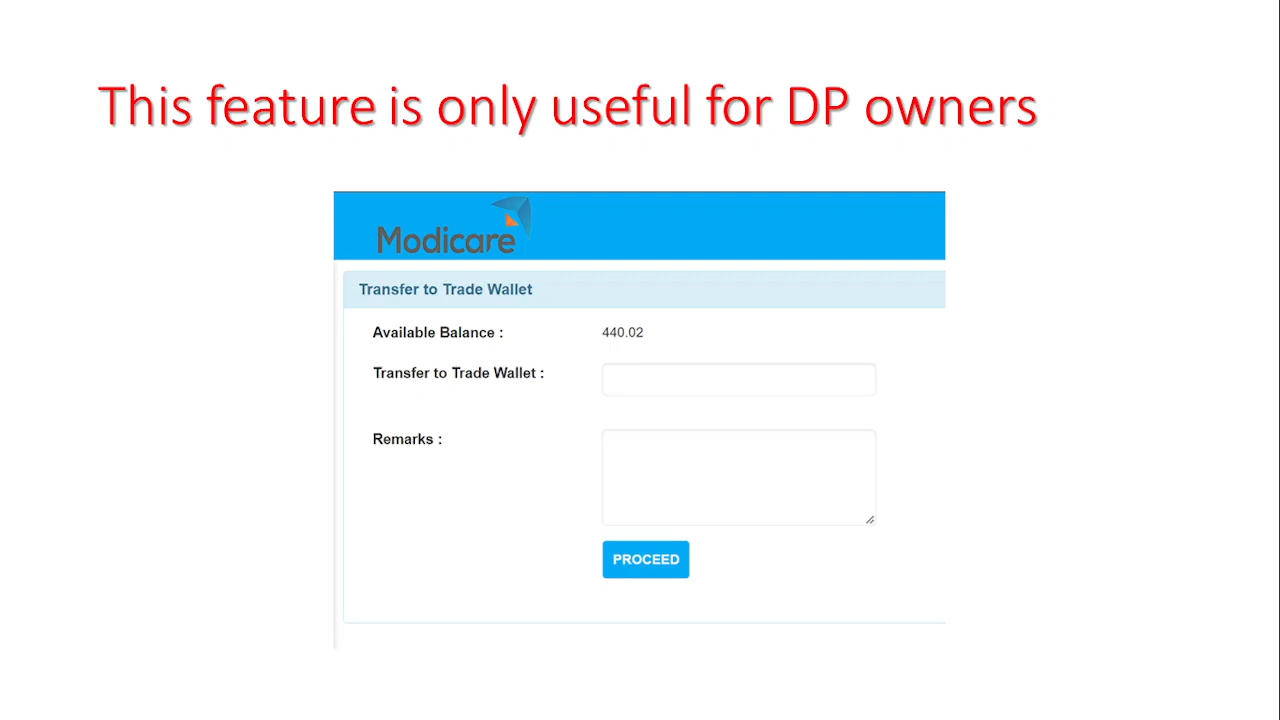 This feature is only useful for DP owners
Modicare
Transfer to Trade Wallet
Available Balance : 440.02
Transfer to Trade Wallet :
Remarks :
PROCEED